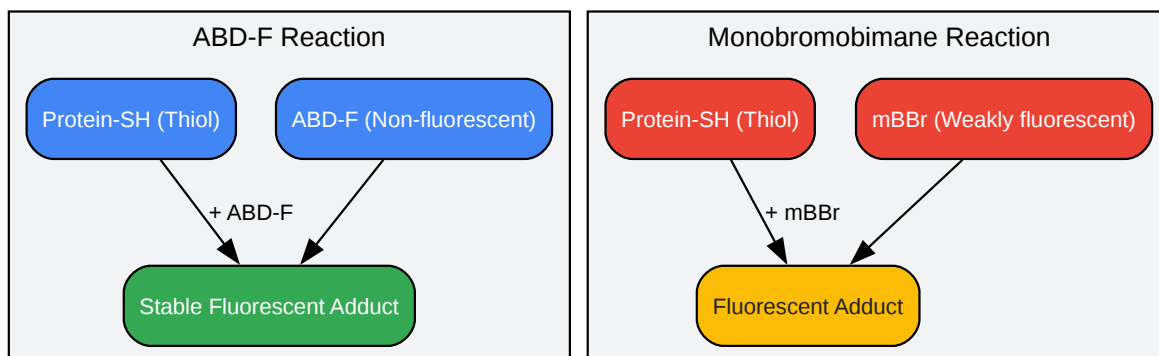 ABD-F Reaction
Protein-SH (Thiol)
ABD-F (Non-fluorescent)
+ ABD-F
Stable Fluorescent Adduct
Monobromobimane Reaction
Protein-SH (Thiol)
mBBr (Weakly fluorescent)
+ mBBr
Fluorescent Adduct